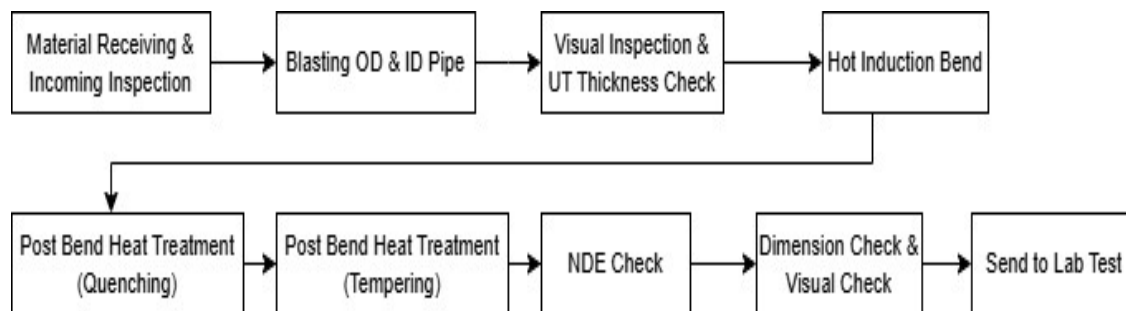 Material Receiving &
Incoming Inspection
Blasting OD & ID Pipe
Visual Inspection &
UT Thickness Check
Hot Induction Bend
Post Bend Heat Treatment
(Quenching)
Post Bend Heat Treatment
(Tempering)
NDE Check
Dimension Check &
Visual Check
Send to Lab Test